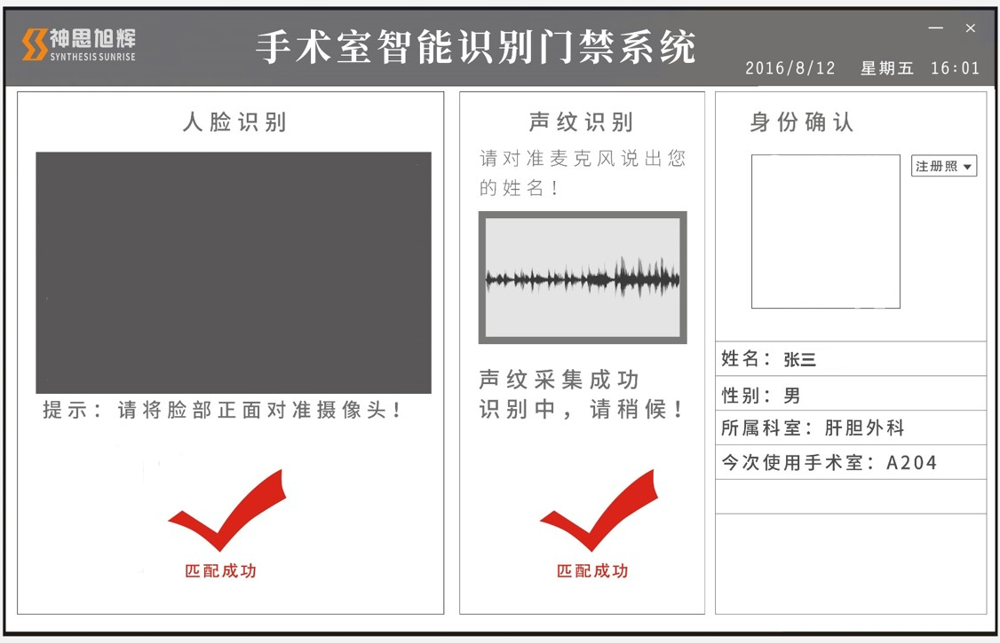 神思旭辉
SYNTHESIS SUNRISE
手术室智能识别门禁系统
2016/8/12 星期五 16:01
人脸识别
提示：请将脸部正面对准摄像头！
匹配成功
声纹识别
请对准麦克风说出您
的姓名！
声纹采集成功
识别中，请稍候！
匹配成功
身份确认
注册照
姓名：张三
性别：男
所属科室：肝胆外科
今次使用手术室：A204